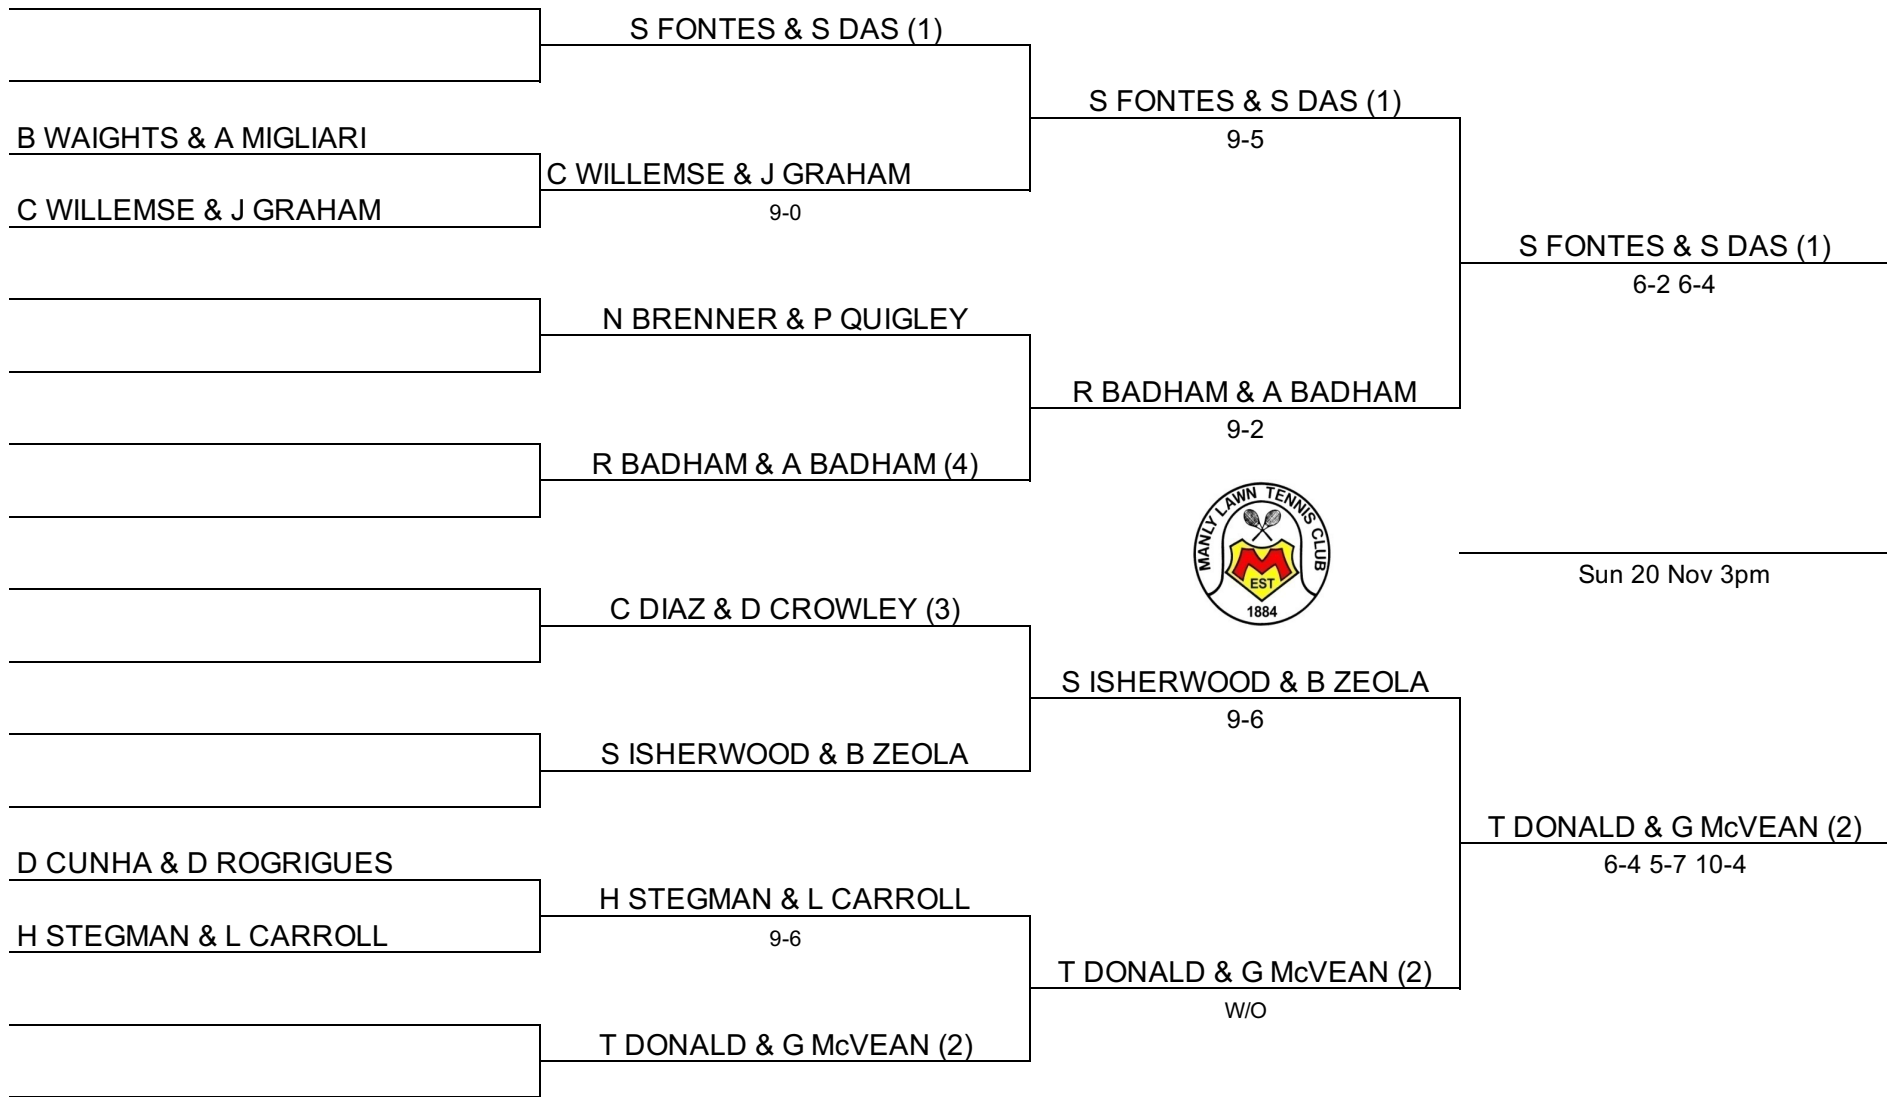 S FONTES & S DAS (1)
S FONTES & S DAS (1)
B WAIGHTS & A MIGLIARI
9-5
C WILLEMSE & J GRAHAM
C WILLEMSE & J GRAHAM
9-0
S FONTES & S DAS (1)
6-2 6-4
N BRENNER & P QUIGLEY
R BADHAM & A BADHAM
9-2
R BADHAM & A BADHAM (4)
MANLY LAWN TENNIS CLUB
EST
1884
Sun 20 Nov 3pm
C DIAZ & D CROWLEY (3)
S ISHERWOOD & B ZEOLA
9-6
S ISHERWOOD & B ZEOLA
T DONALD & G McVEAN (2)
6-4 5-7 10-4
D CUNHA & D ROGRIGUES
H STEGMAN & L CARROLL
H STEGMAN & L CARROLL
9-6
T DONALD & G McVEAN (2)
W/O
T DONALD & G McVEAN (2)